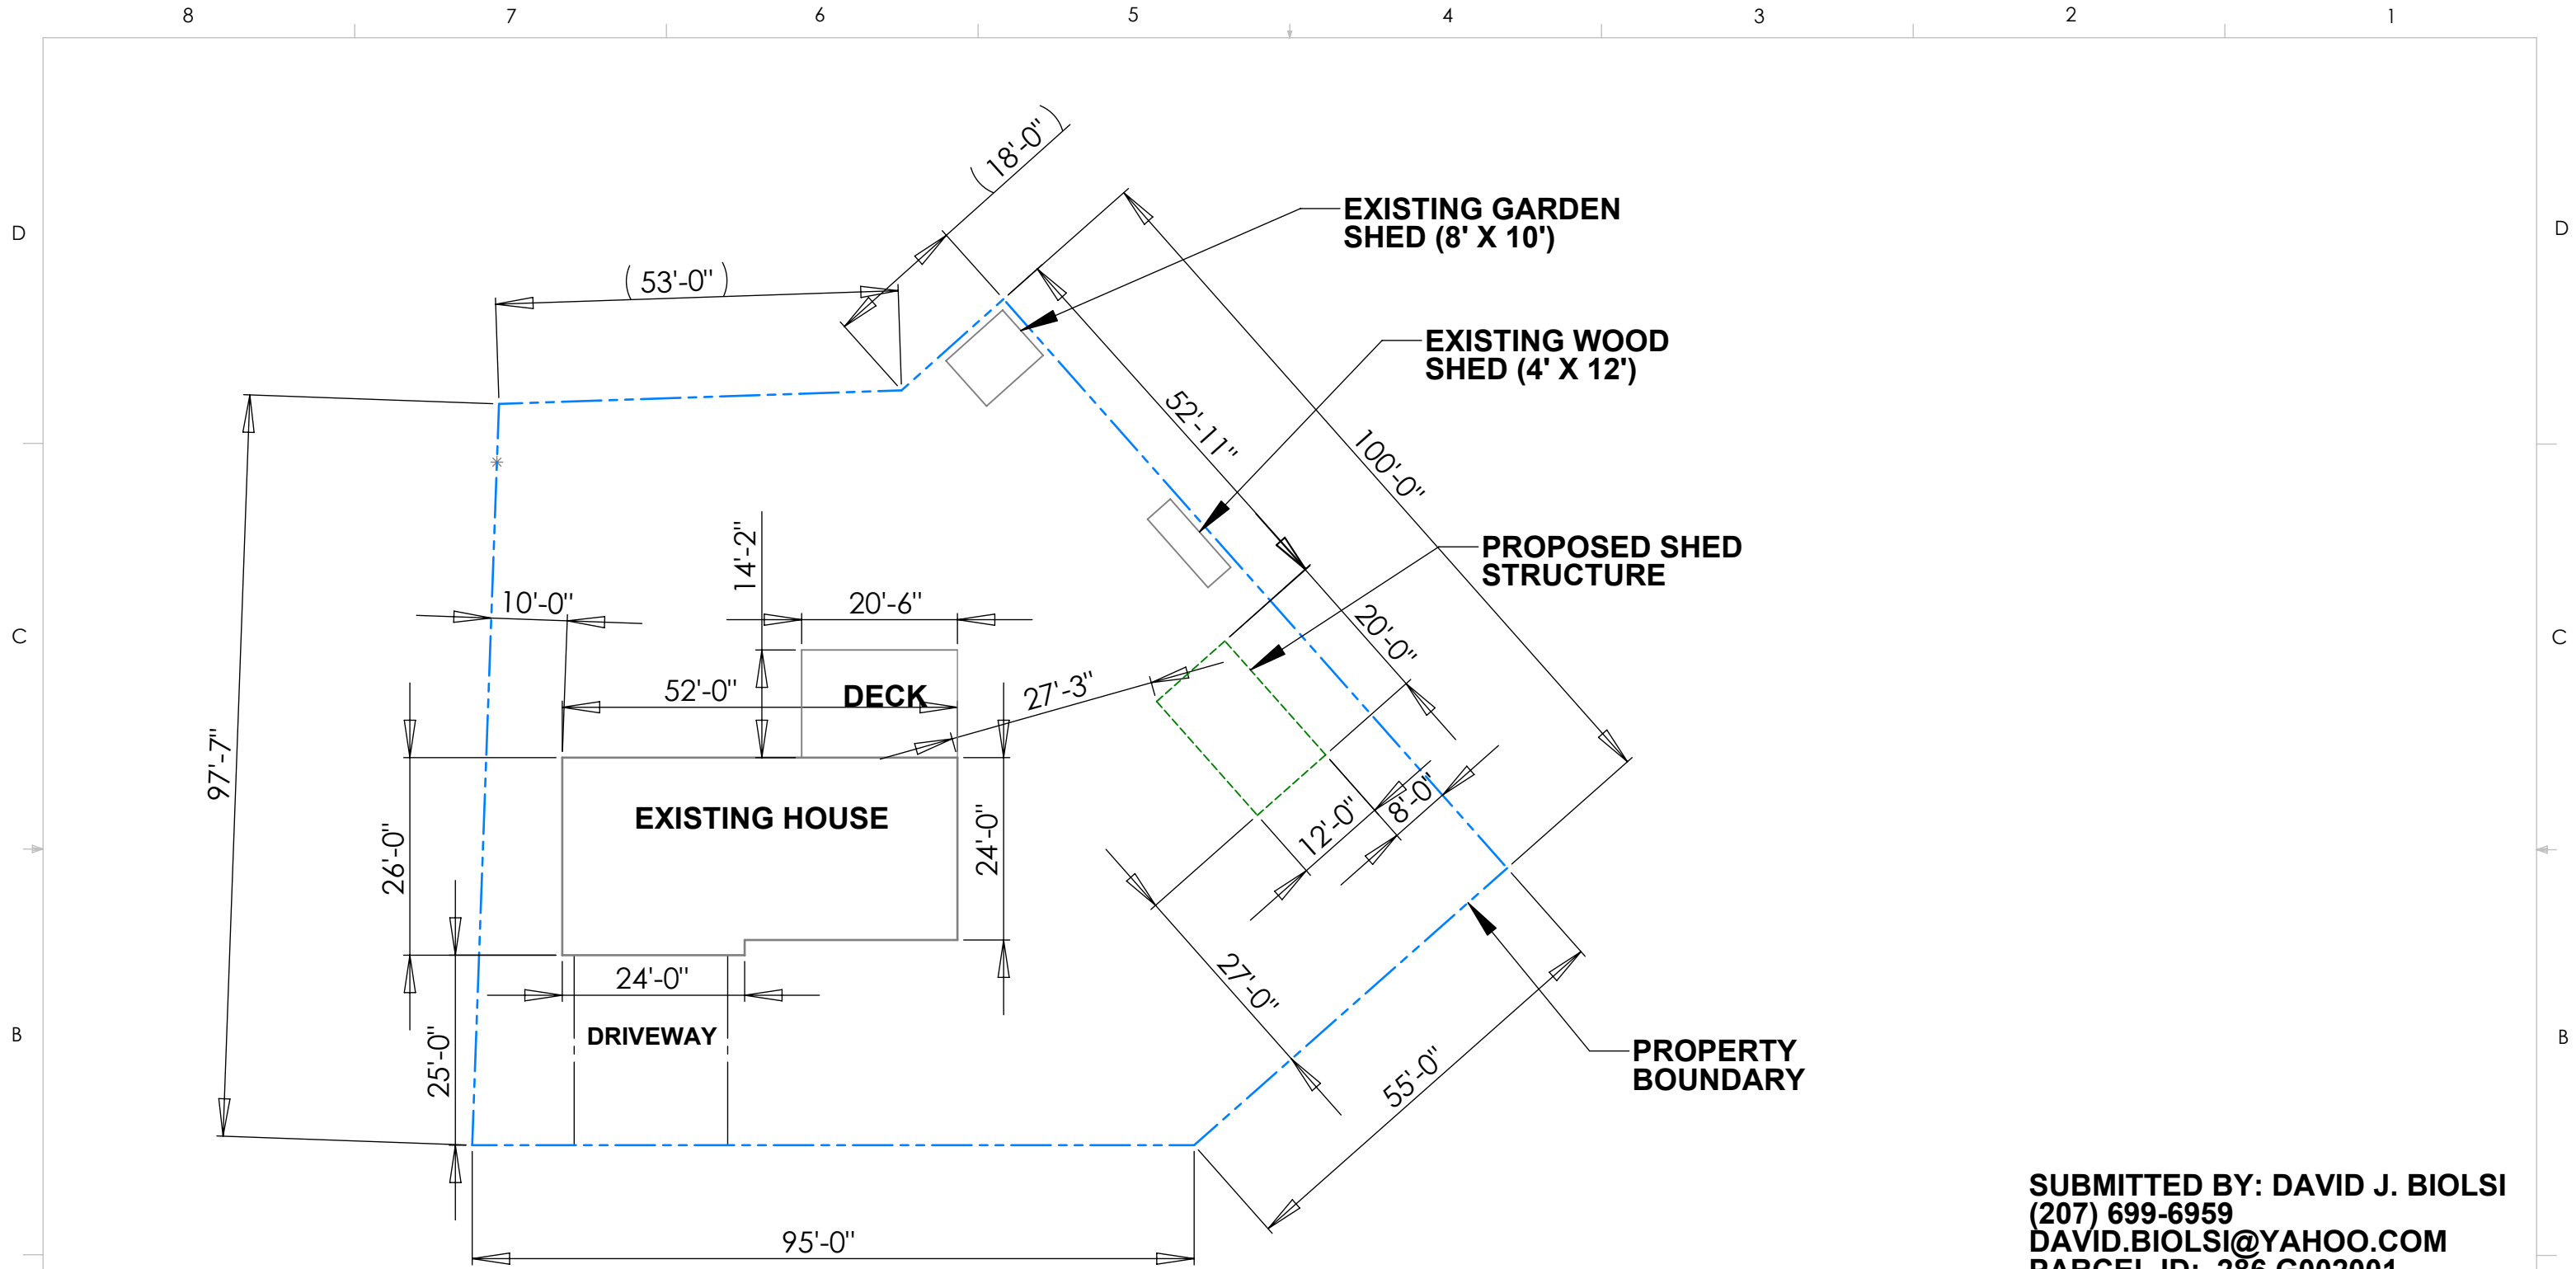 8 7 6 5 4 3 2 1
(18'-0")
EXISTING GARDEN
SHED (8' X 10')
D
D
(53'-0")
EXISTING WOOD
SHED (4' X 12')
52'-11"
100'-0"
14'-2"
PROPOSED SHED
STRUCTURE
10'-0"
20'-6"
C
C
20'-0"
52'-0"
DECK
27'-3"
97'-7"
EXISTING HOUSE
26'-0"
24'-0"
12'-0"
8'-0"
24'-0"
27'-0"
DRIVEWAY
B
B
25'-0"
PROPERTY
BOUNDARY
55'-0"
95'-0"
SUBMITTED BY: DAVID J. BIOLSI
(207) 699-6959
DAVID.BIOLSI@YAHOO.COM
PARCEL ID: 286 G002001